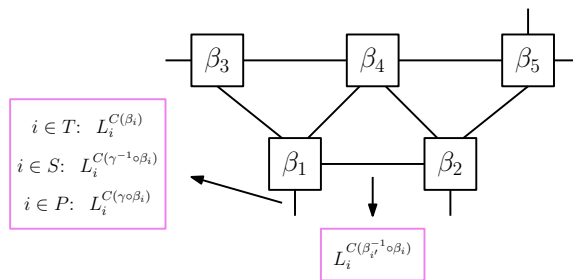 β₃ β₄ β₅
i ∈ T: L_i^{C(β_i)}
i ∈ S: L_i^{C(γ^{-1}∘β_i)}
i ∈ P: L_i^{C(γ∘β_i)}
β₁ β₂
L_i^{C(β_{i'}^{-1}∘β_i)}